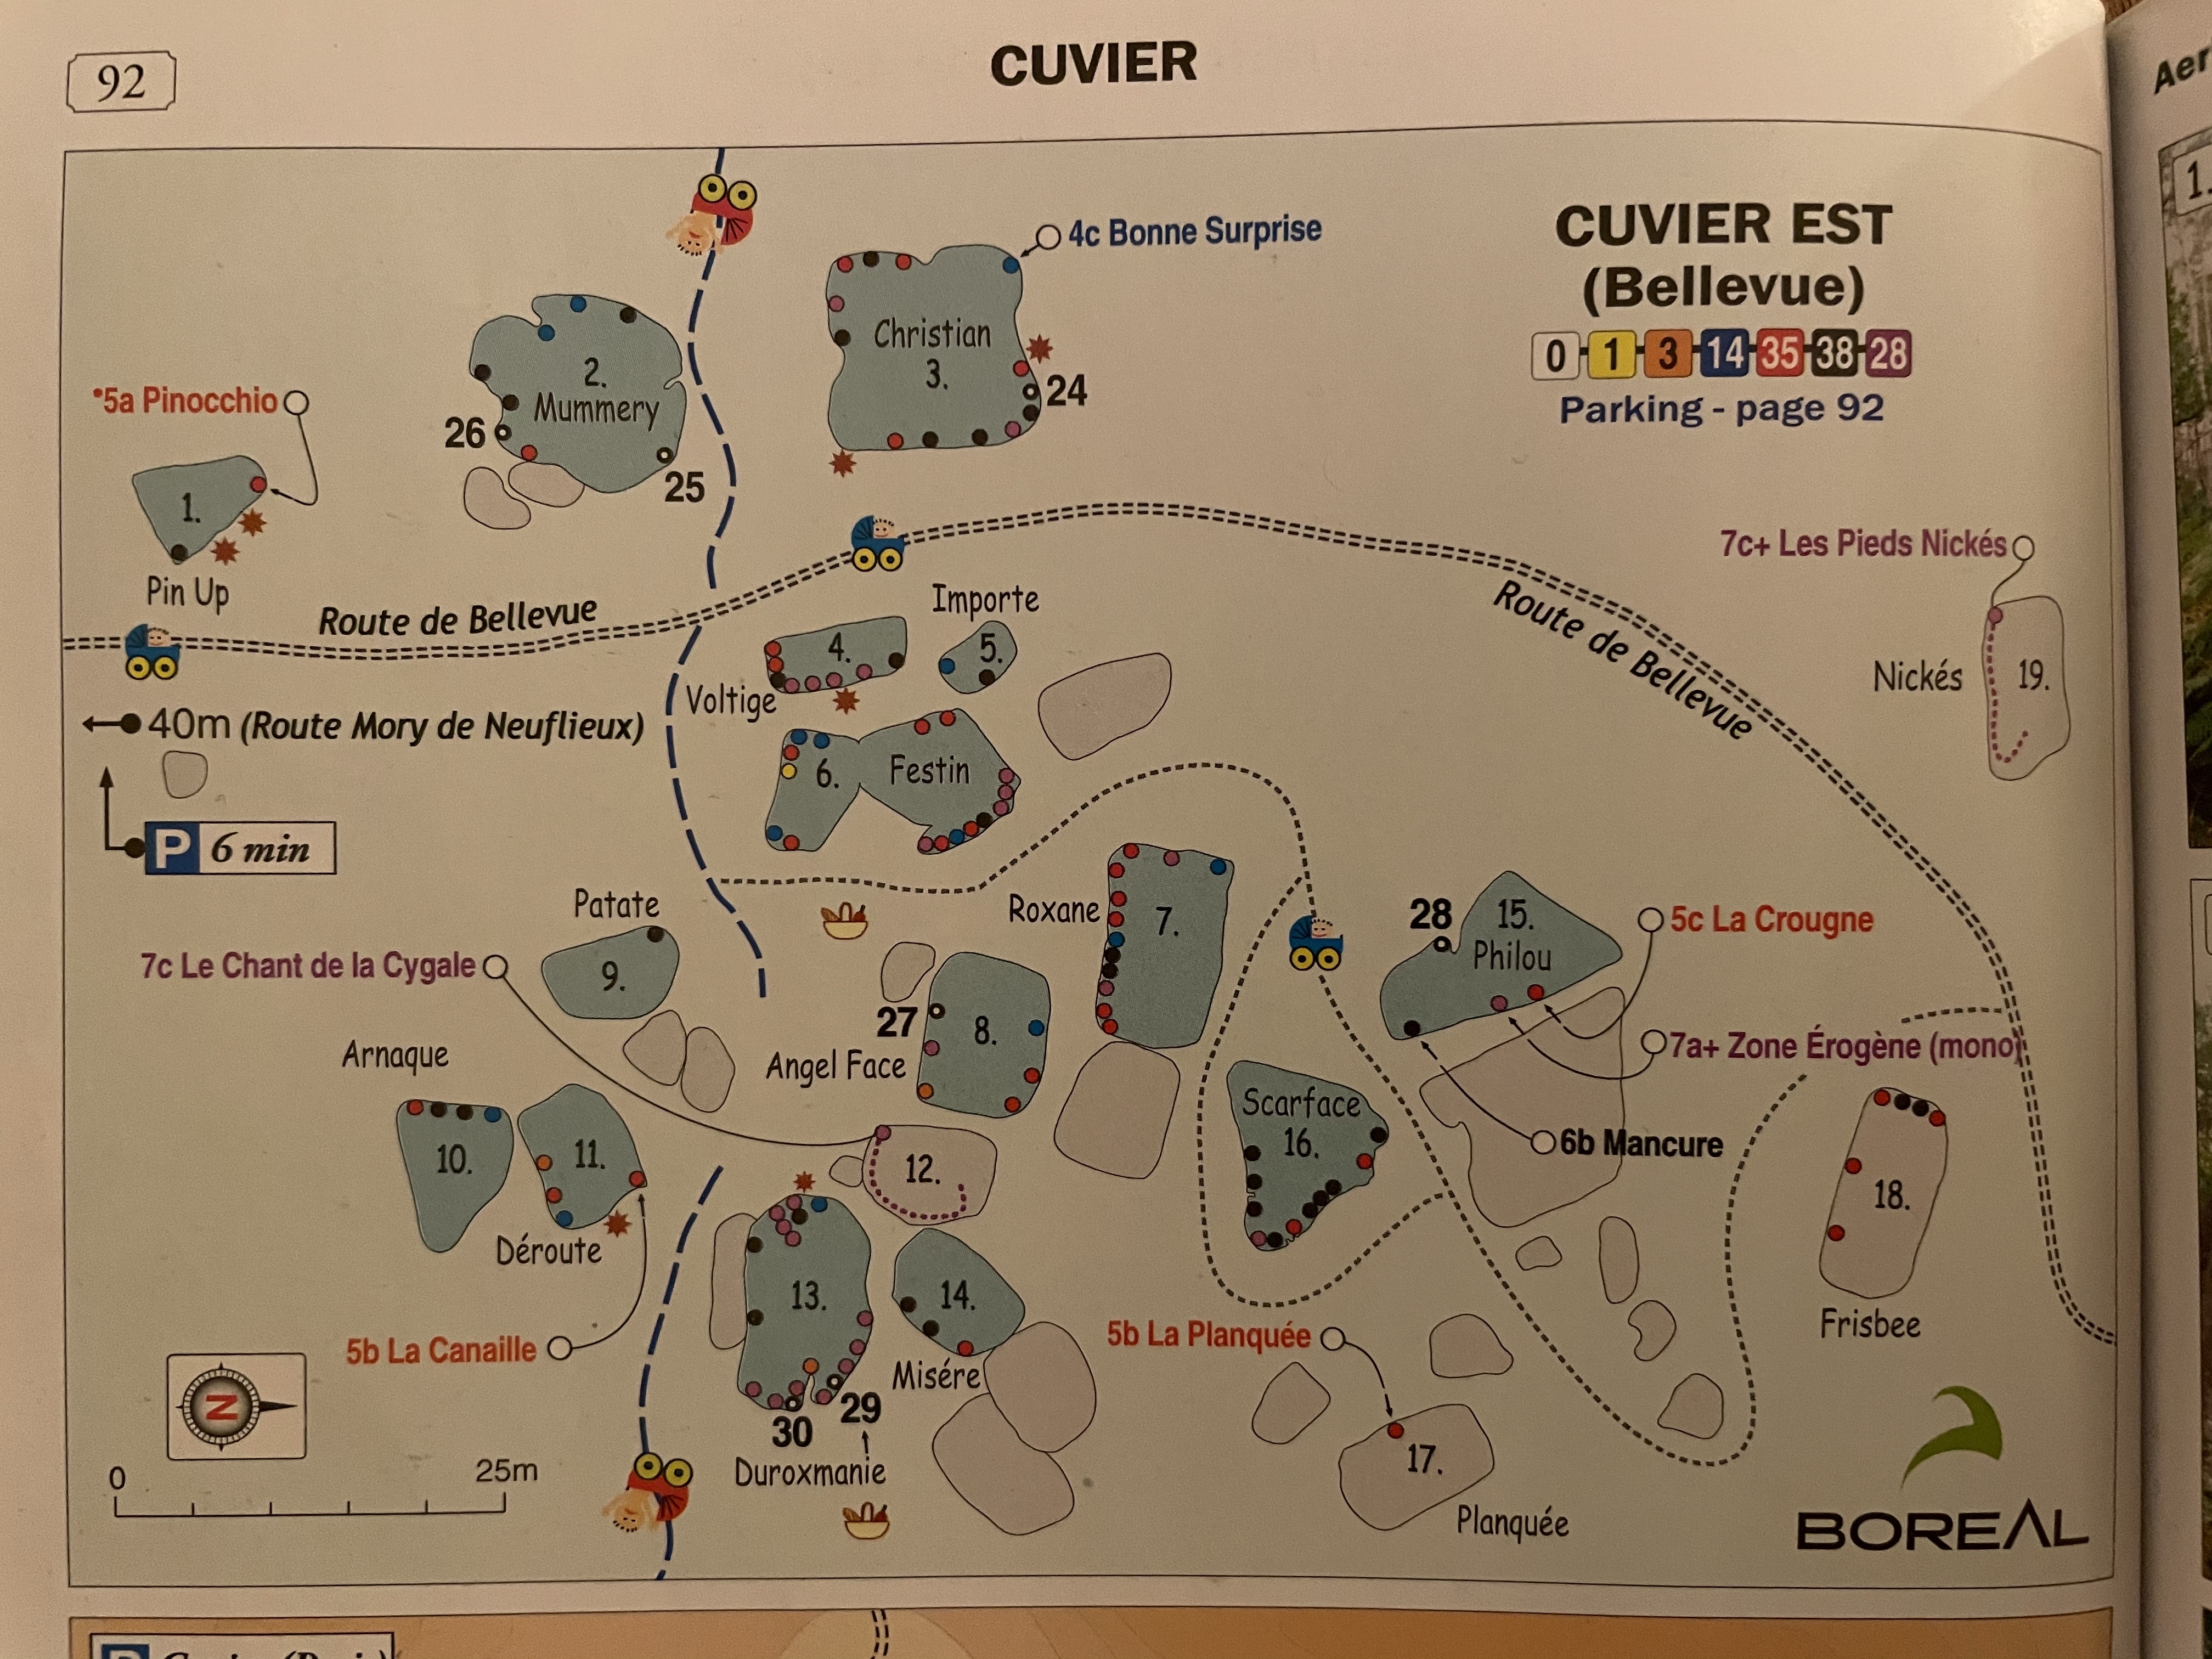 92
CUVIER
Aer
1.
CUVIER EST
(Bellevue)
0 1 3 14 35 38 28
Parking - page 92
4c Bonne Surprise
Christian
3.
24
2.
Mummery
26
25
•5a Pinocchio
1.
Pin Up
Route de Bellevue
7c+ Les Pieds Nickés
Nickés
19.
Route de Bellevue
Importe
4.
5.
Voltige
40m (Route Mory de Neuflieux)
6.
Festin
P 6 min
Patate
Roxane
7.
28
15.
Philou
5c La Crougne
7c Le Chant de la Cygale
9.
27
8.
Angel Face
7a+ Zone Érogène (mono)
Arnaque
Scarface
16.
6b Mancure
10.
11.
12.
18.
Déroute
13.
14.
Frisbee
5b La Canaille
5b La Planquée
Misére
29
30
Duroxmanie
17.
Planquée
N
0
25m
BOREAL
P